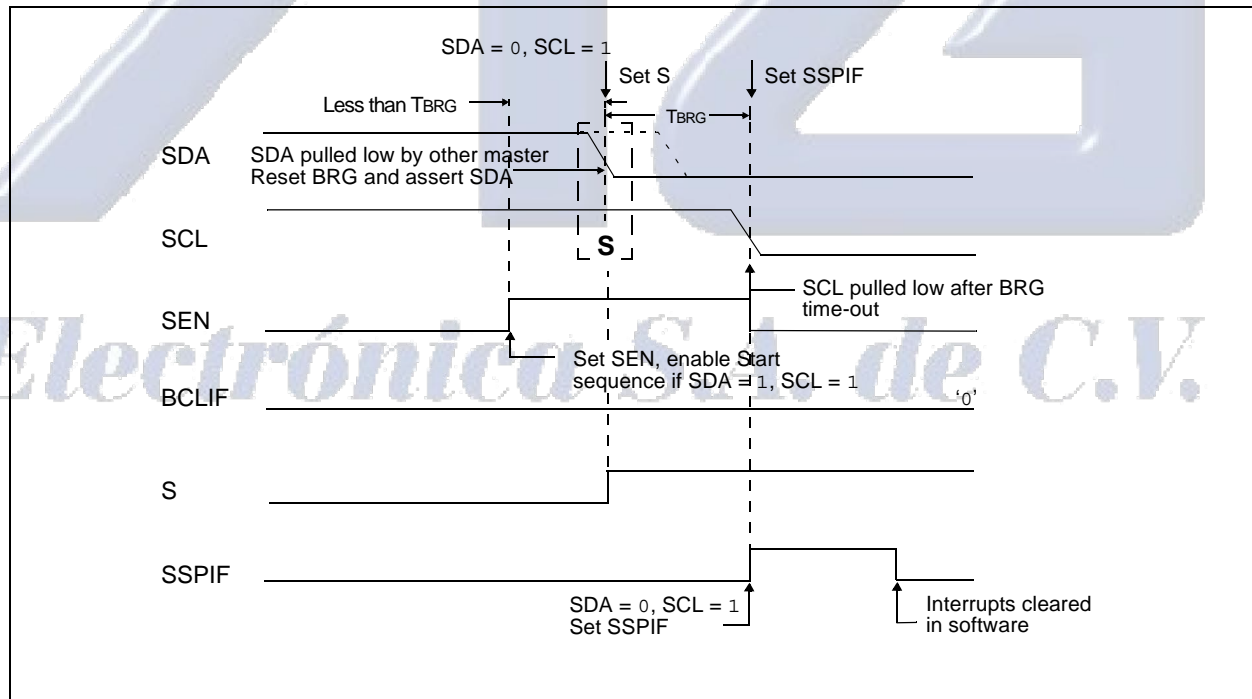 SDA = 0, SCL = 1
Set S
Set SSPIF
Less than TBRG
TBRG
SDA
SDA pulled low by other master
Reset BRG and assert SDA
SCL
S
SCL pulled low after BRG
time-out
SEN
Set SEN, enable Start
sequence if SDA = 1, SCL = 1
Electrónica S.A. de C.V.
BCLIF
‘0’
S
SSPIF
SDA = 0, SCL = 1
Set SSPIF
Interrupts cleared
in software